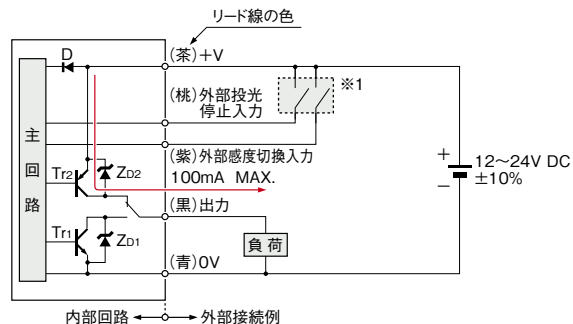 リード線の色
D
(茶)+V
(桃)外部投光
停止入力
※1
主回路
(紫)外部感度切換入力
100mA MAX.
Tr2
ZD2
+
12～24V DC
±10%
−
(黒)出力
Tr1
ZD1
負荷
(青)0V
内部回路
外部接続例